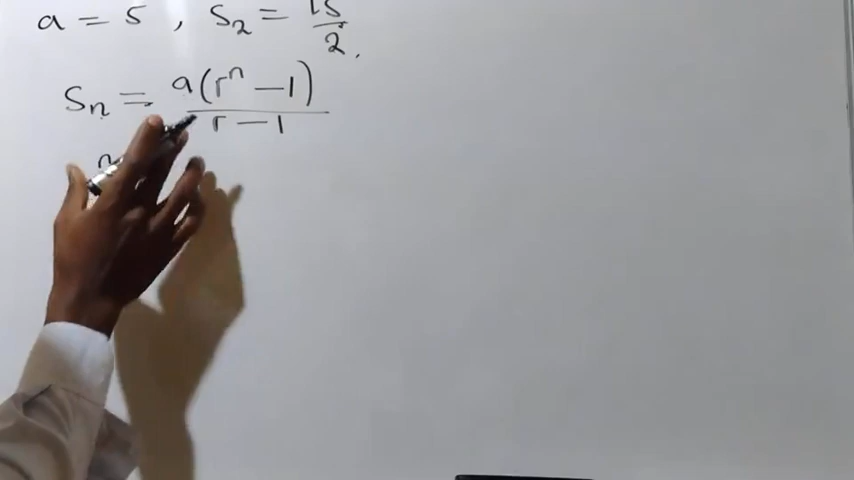 a = 5 , S₂ = 15/2 .
Sₙ = a(rⁿ - 1) / r - 1
n